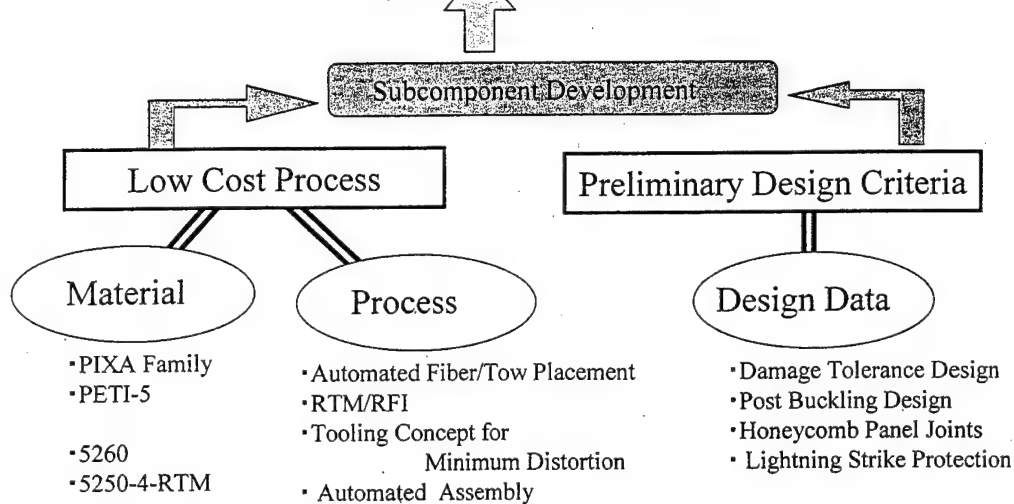 Subcomponent Development
Low Cost Process
Preliminary Design Criteria
Material
Process
Design Data
·PIXA Family
·PETI-5
·5260
·5250-4-RTM
·Automated Fiber/Tow Placement
·RTM/RFI
·Tooling Concept for
Minimum Distortion
· Automated Assembly
·Damage Tolerance Design
·Post Buckling Design
·Honeycomb Panel Joints
· Lightning Strike Protection